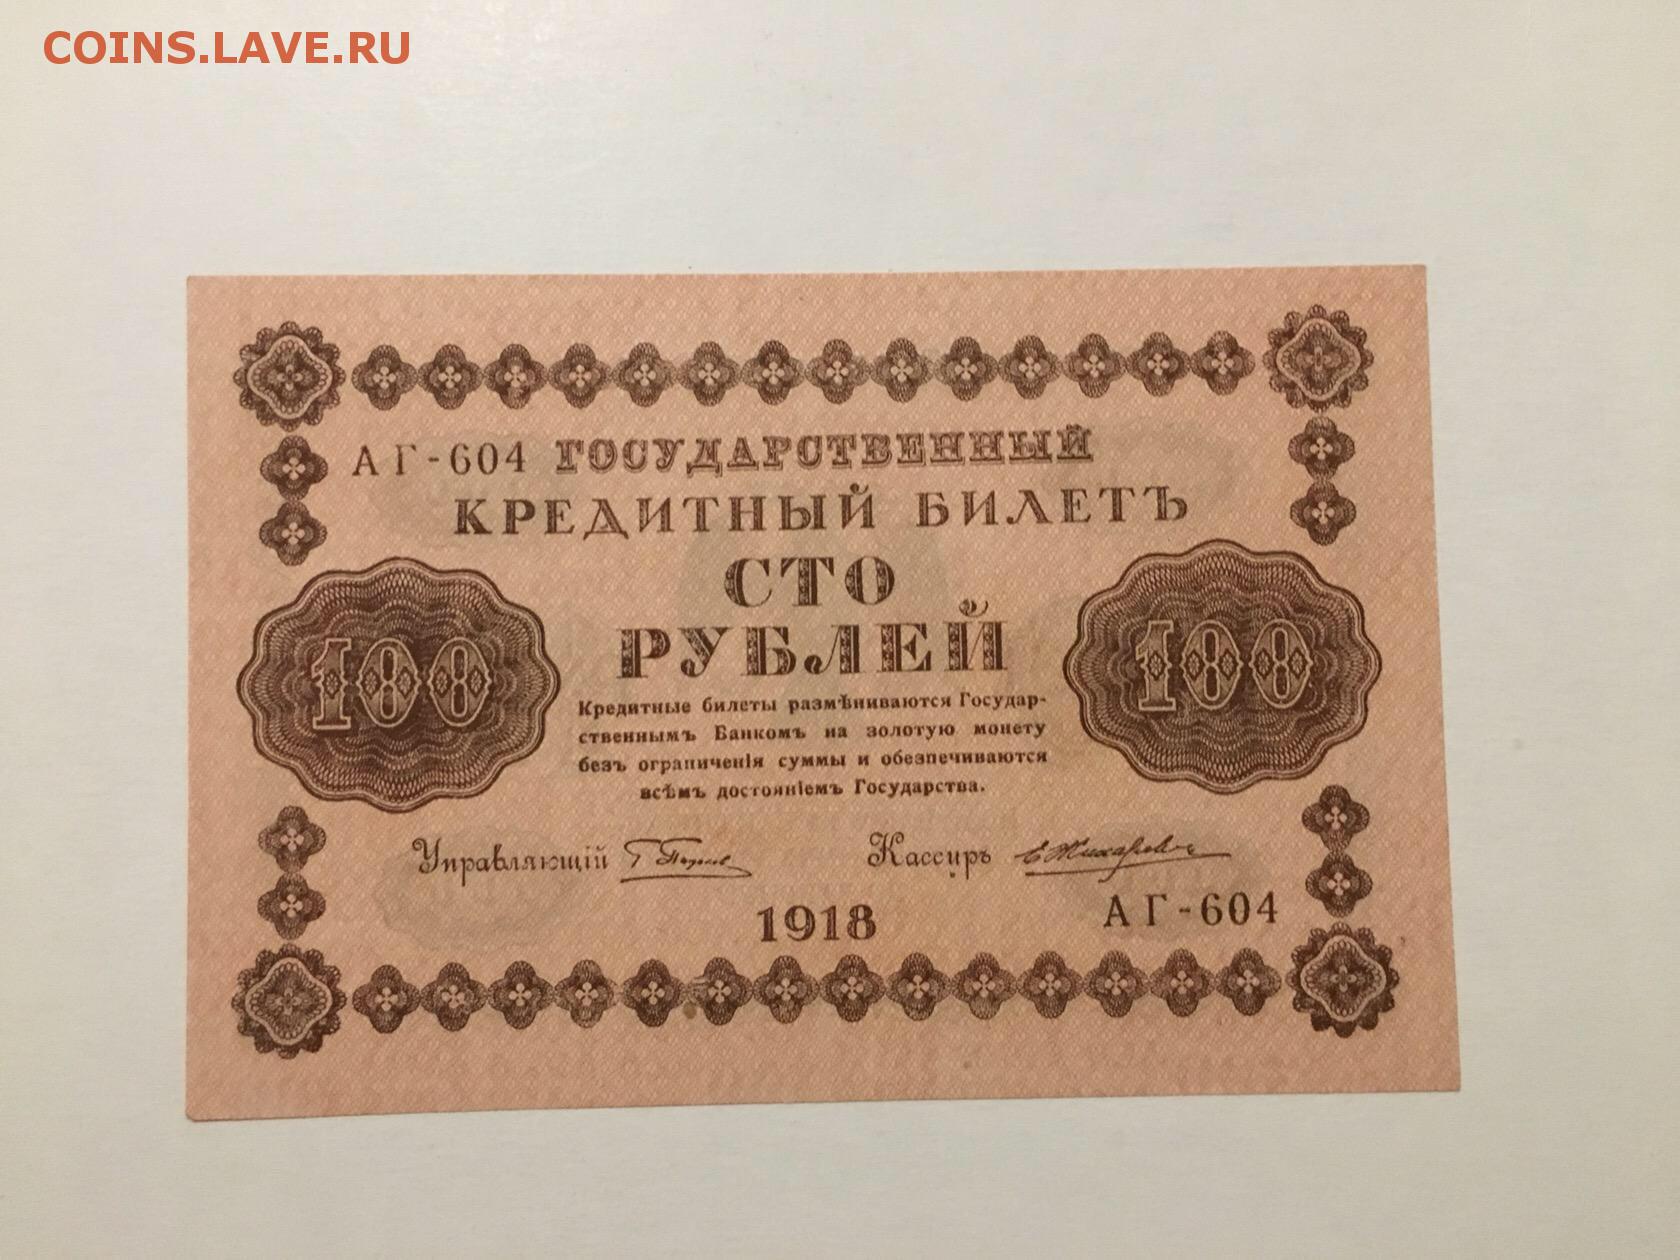 COINS.LAVE.RU
АГ-604 ГОСУДАРСТВЕННЫЙ
КРЕДИТНЫЙ БИЛЕТЪ
СТО
РУБЛЕЙ
100
100
Кредитные билеты размѣниваются Государ-
ственнымъ Банкомъ на золотую монету
безъ ограниченія суммы и обезпечиваются
всѣмъ достояніемъ Государства.
Управляющій
Кассиръ
АГ-604
1918